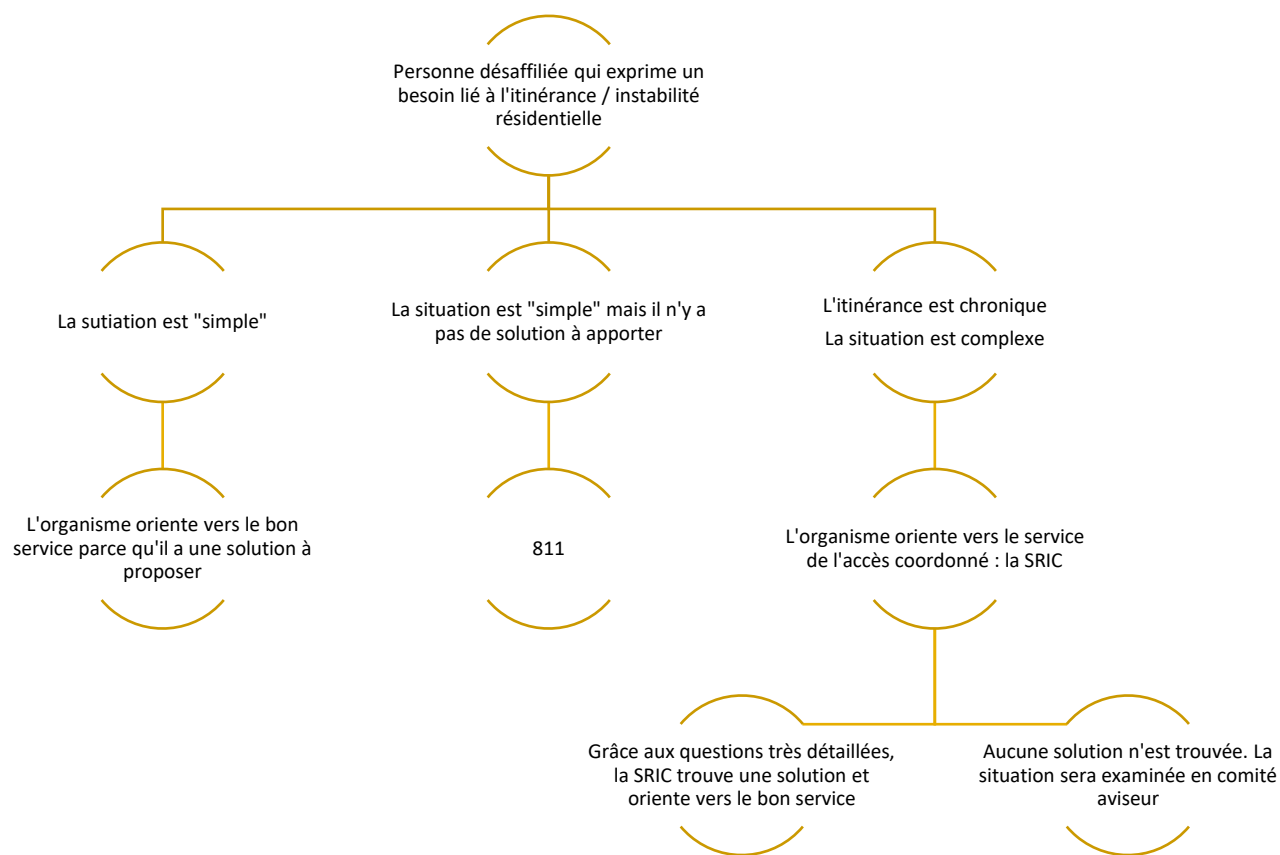 Personne désaffiliée qui exprime un
besoin lié à l'itinérance / instabilité
résidentielle
La sutiation est "simple"
La situation est "simple" mais il n'y a
pas de solution à apporter
L'itinérance est chronique
La situation est complexe
L'organisme oriente vers le bon
service parce qu'il a une solution à
proposer
811
L'organisme oriente vers le service
de l'accès coordonné : la SRIC
Grâce aux questions très détaillées,
la SRIC trouve une solution et
oriente vers le bon service
Aucune solution n'est trouvée. La
situation sera examinée en comité
aviseur